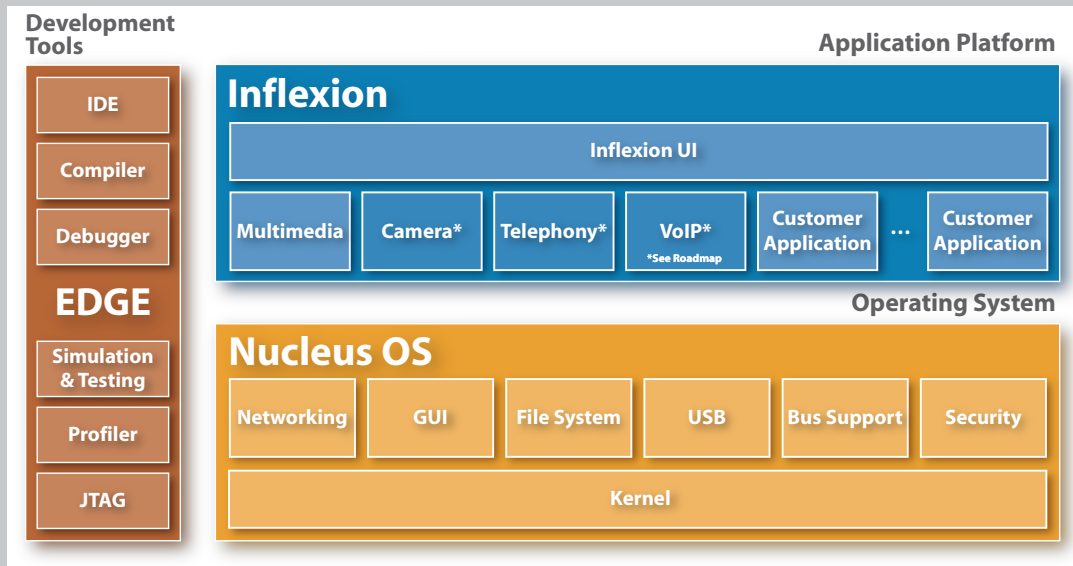 Development
Tools
IDE
Compiler
Debugger
EDGE
Simulation
& Testing
Profiler
JTAG
Application Platform
Inflexion
Inflexion UI
Multimedia
Camera*
Telephony*
VoIP*
*See Roadmap
Customer
Application
...
Customer
Application
Operating System
Nucleus OS
Networking
GUI
File System
USB
Bus Support
Security
Kernel